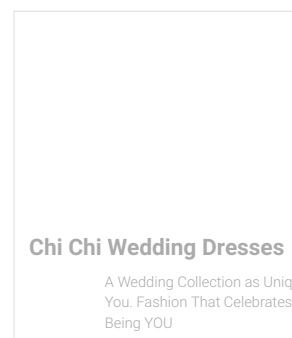 Chi Chi Wedding Dresses
A Wedding Collection as Uniq
You. Fashion That Celebrates
Being YOU